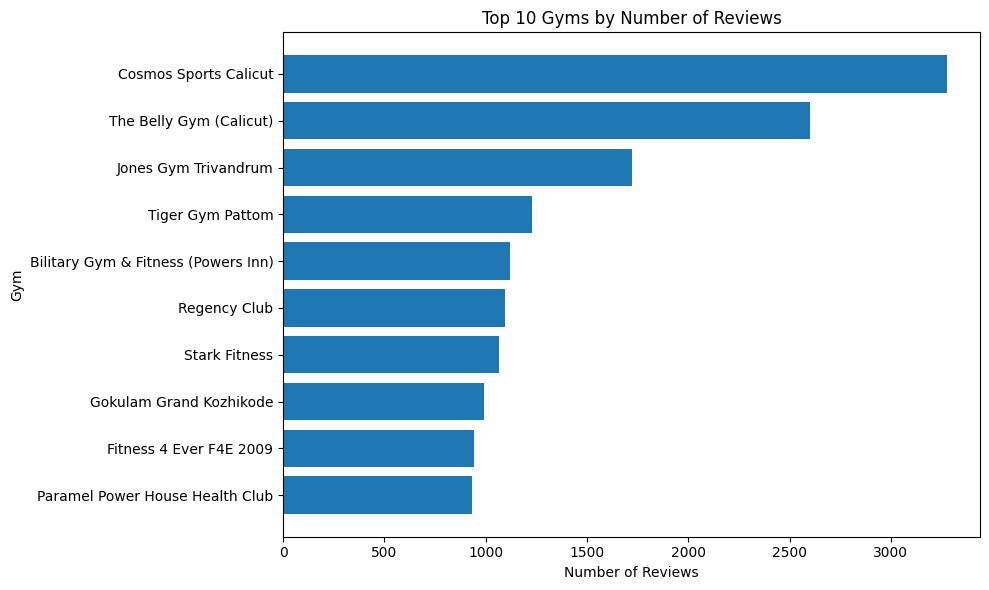 Top 10 Gyms by Number of Reviews
Cosmos Sports Calicut
The Belly Gym (Calicut)
Jones Gym Trivandrum
Tiger Gym Pattom
Bilitary Gym & Fitness (Powers Inn)
Regency Club
Stark Fitness
Gokulam Grand Kozhikode
Fitness 4 Ever F4E 2009
Paramel Power House Health Club
Gym
0 500 1000 1500 2000 2500 3000
Number of Reviews